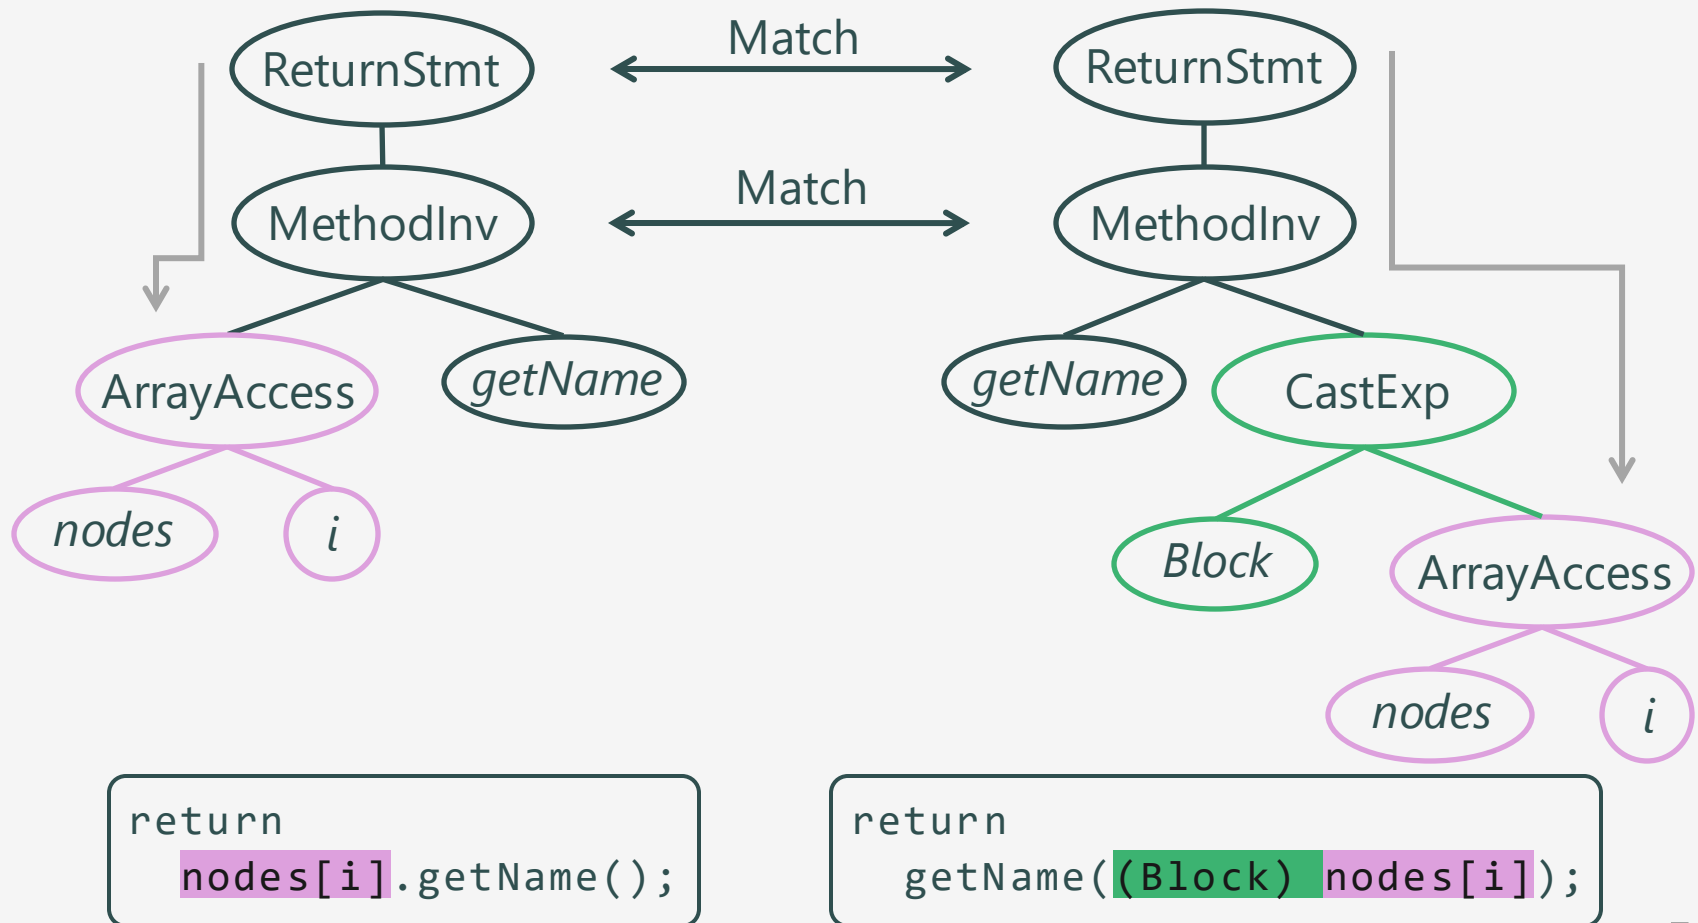 ReturnStmt
Match
ReturnStmt
MethodInv
Match
MethodInv
ArrayAccess
getName
getName
CastExp
nodes
i
Block
ArrayAccess
nodes
i
return
nodes[i].getName();
return
getName((Block) nodes[i]);